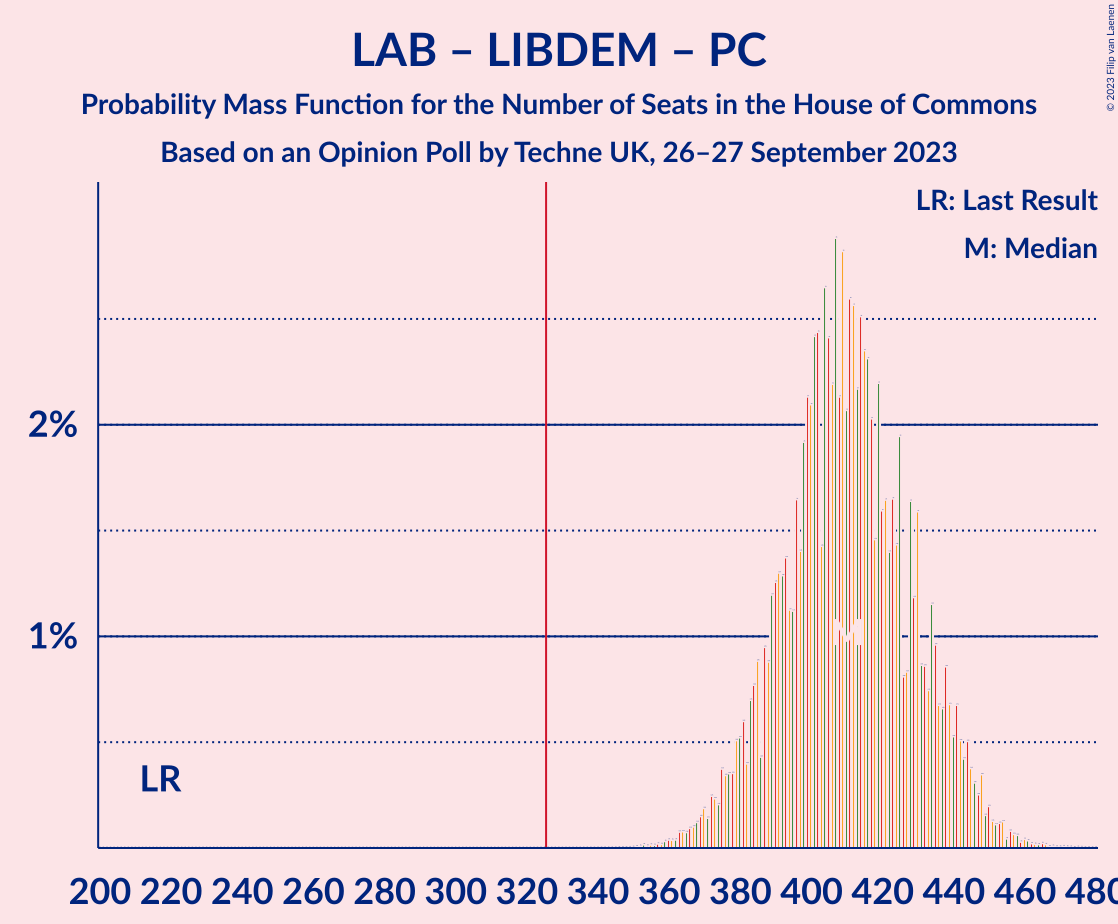 LAB – LIBDEM – PC
Probability Mass Function for the Number of Seats in the House of Commons
Based on an Opinion Poll by Techne UK, 26–27 September 2023
© 2023 Filip van Laenen
LR: Last Result
M: Median
2%
1%
LR
M
200 220 240 260 280 300 320 340 360 380 400 420 440 460 480